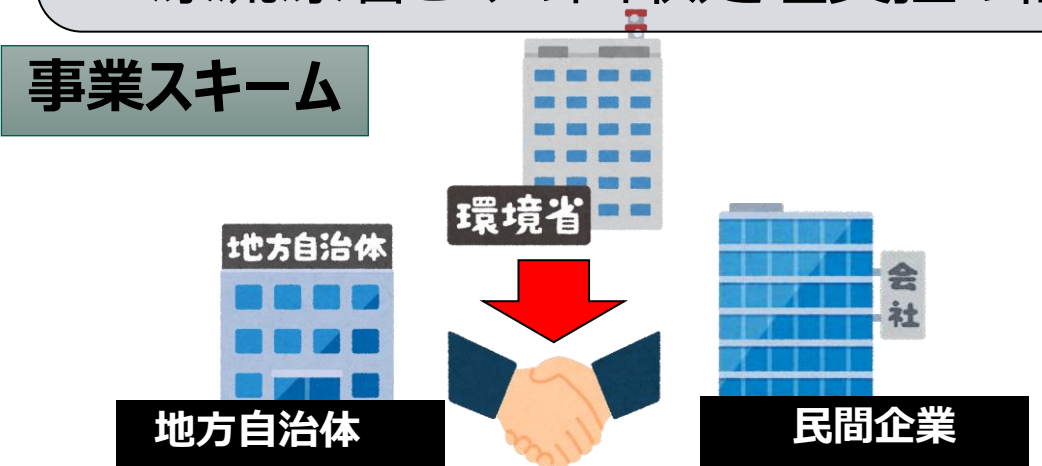 事業スキーム
環境省
地方自治体
会社
地方自治体
民間企業